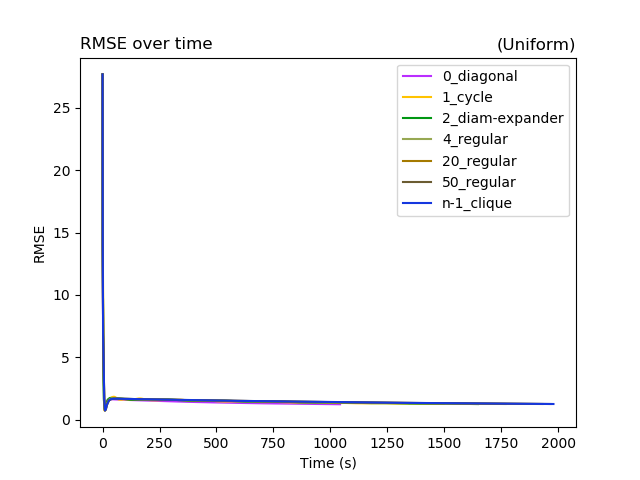 RMSE over time
(Uniform)
0_diagonal
1_cycle
2_diam-expander
4_regular
20_regular
50_regular
n-1_clique
RMSE
25
20
15
10
5
0
0 250 500 750 1000 1250 1500 1750 2000
Time (s)